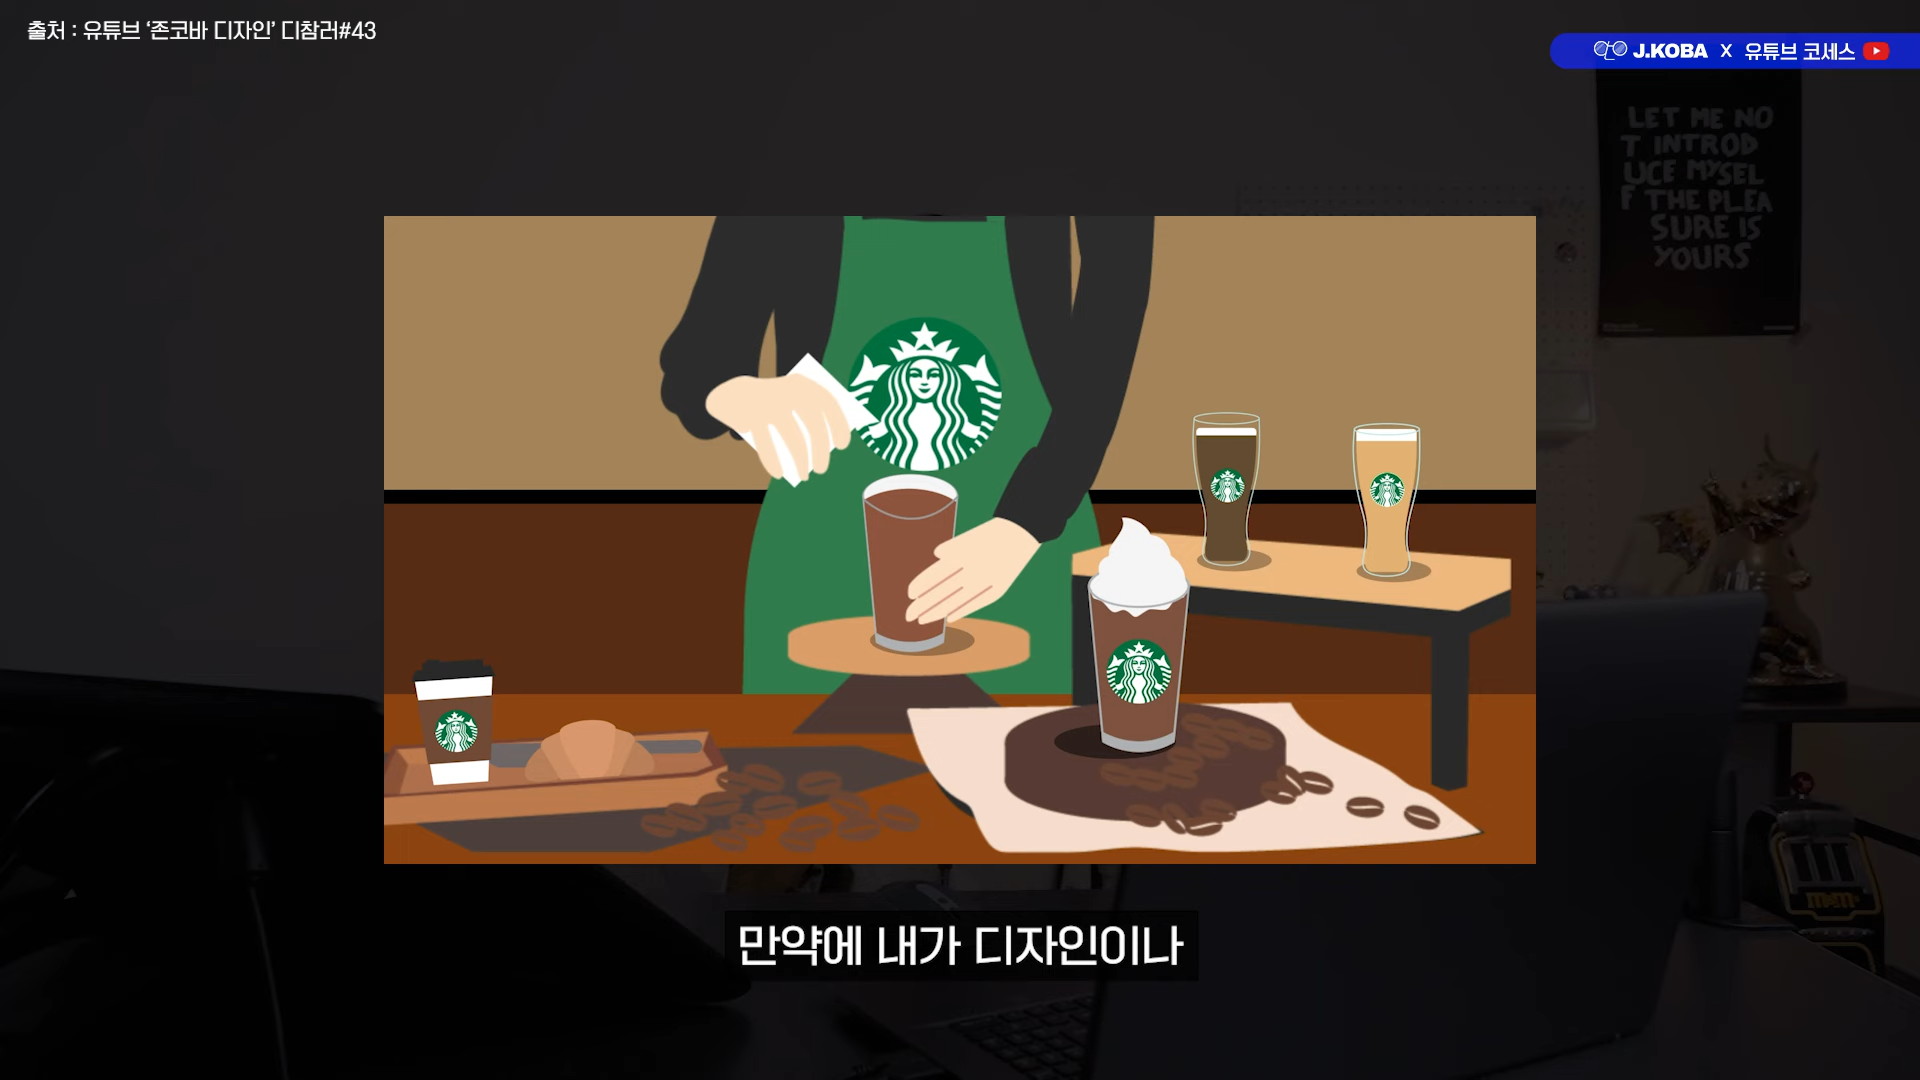 출처 : 유튜브 ‘존코바 디자인’ 디참러#43
J.KOBA X 유튜브 코세스
LET ME NO
T INTROD
UCE MYSEL
F THE PLEA
SURE IS
YOURS
m&m's
만약에 내가 디자인이나